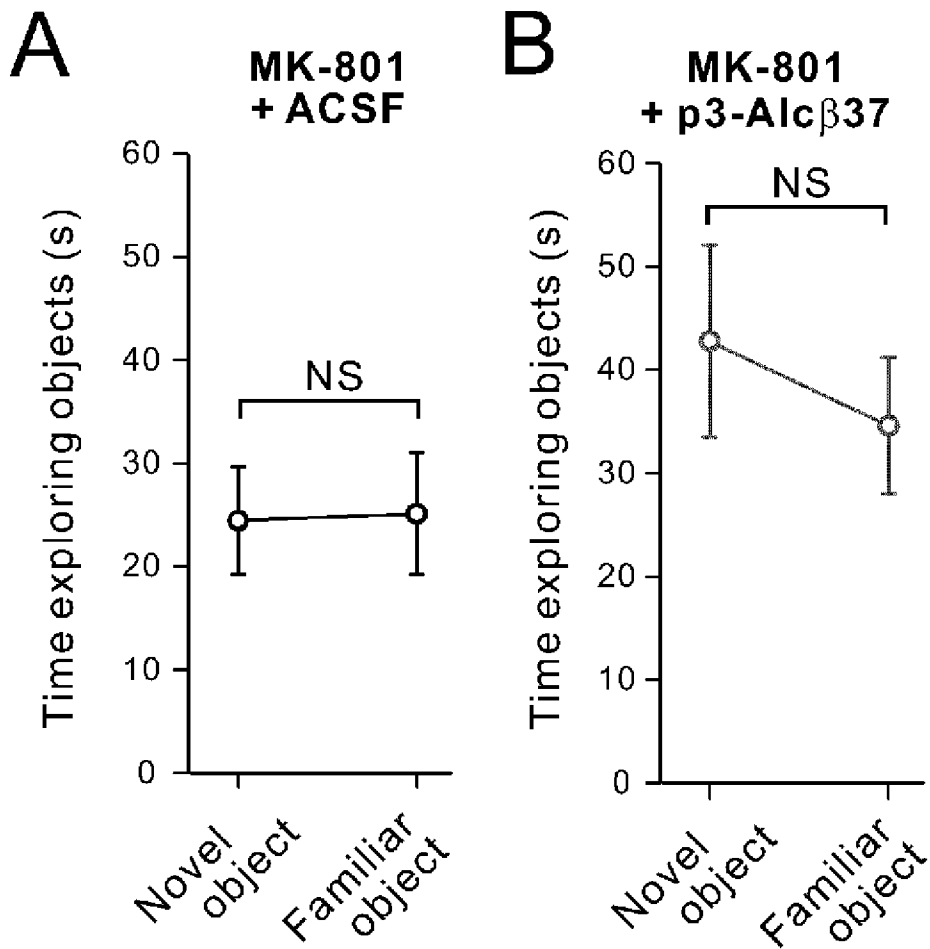 A
MK-801
+ ACSF
Time exploring objects (s)
60
50
40
30
20
10
0
NS
Novel
object
Familiar
object
B
MK-801
+ p3-Alcβ37
Time exploring objects (s)
60
50
40
30
20
10
0
NS
Novel
object
Familiar
object